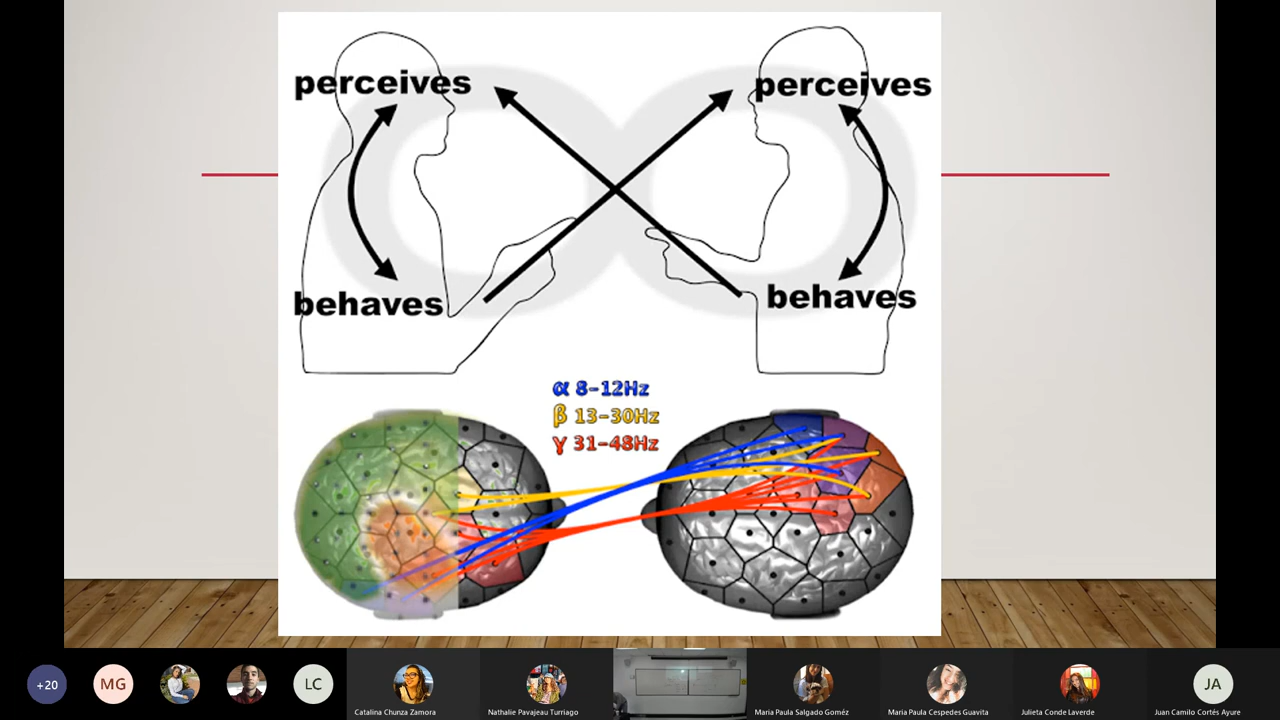 perceives
perceives
behaves
behaves
α 8-12Hz
β 13-30Hz
γ 31-48Hz
+20
MG
LC
Catalina Chunza Zamora
Nathalie Pavajeau Turriago
Maria Paula Salgado Goméz
Maria Paula Cespedes Guavita
Julieta Conde Laverde
JA
Juan Camilo Cortés Ayure